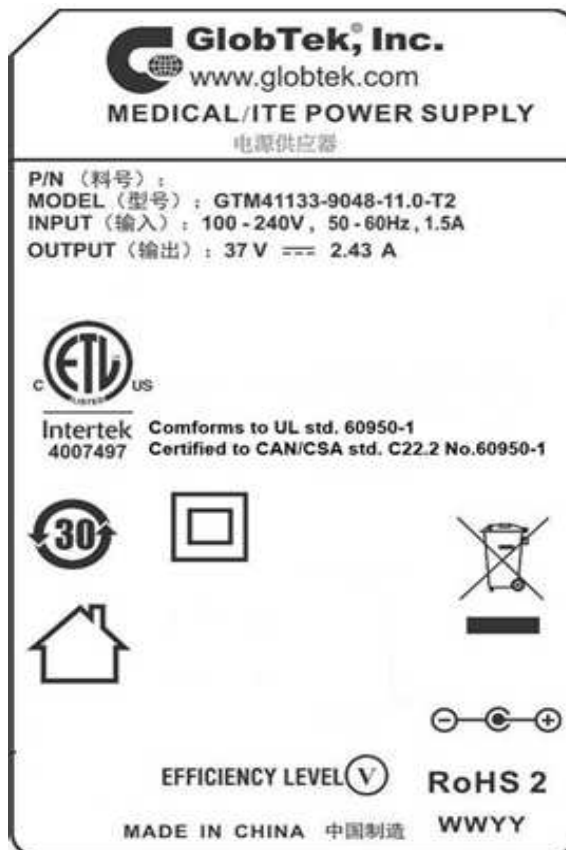 GlobTek, Inc.
www.globtek.com
MEDICAL/ITE POWER SUPPLY
电源供应器
P/N （料号）:
MODEL（型号）: GTM41133-9048-11.0-T2
INPUT（输入）: 100 - 240V, 50 - 60Hz, 1.5A
OUTPUT（输出）: 37 V ⎓ 2.43 A
C ETL US
LISTED
Intertek
4007497
Comforms to UL std. 60950-1
Certified to CAN/CSA std. C22.2 No.60950-1
30
EFFICIENCY LEVEL V
RoHS 2
MADE IN CHINA 中国制造
WWYY